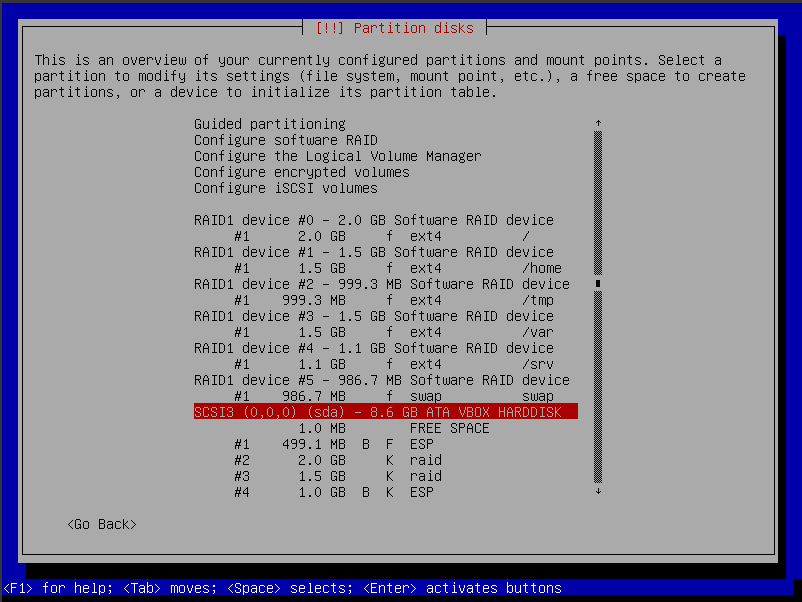 [!!] Partition disks
This is an overview of your currently configured partitions and mount points. Select a
partition to modify its settings (file system, mount point, etc.), a free space to create
partitions, or a device to initialize its partition table.
Guided partitioning
Configure software RAID
Configure the Logical Volume Manager
Configure encrypted volumes
Configure iSCSI volumes
RAID1 device #0 - 2.0 GB Software RAID device
#1 2.0 GB f ext4 /
RAID1 device #1 - 1.5 GB Software RAID device
#1 1.5 GB f ext4 /home
RAID1 device #2 - 999.3 MB Software RAID device
#1 999.3 MB f ext4 /tmp
RAID1 device #3 - 1.5 GB Software RAID device
#1 1.5 GB f ext4 /var
RAID1 device #4 - 1.1 GB Software RAID device
#1 1.1 GB f ext4 /srv
RAID1 device #5 - 986.7 MB Software RAID device
#1 986.7 MB f swap swap
SCSI3 (0,0,0) (sda) - 8.6 GB ATA VBOX HARDDISK
1.0 MB FREE SPACE
#1 499.1 MB B F ESP
#2 2.0 GB K raid
#3 1.5 GB K raid
#4 1.0 GB B K ESP
<Go Back>
<F1> for help; <Tab> moves; <Space> selects; <Enter> activates buttons